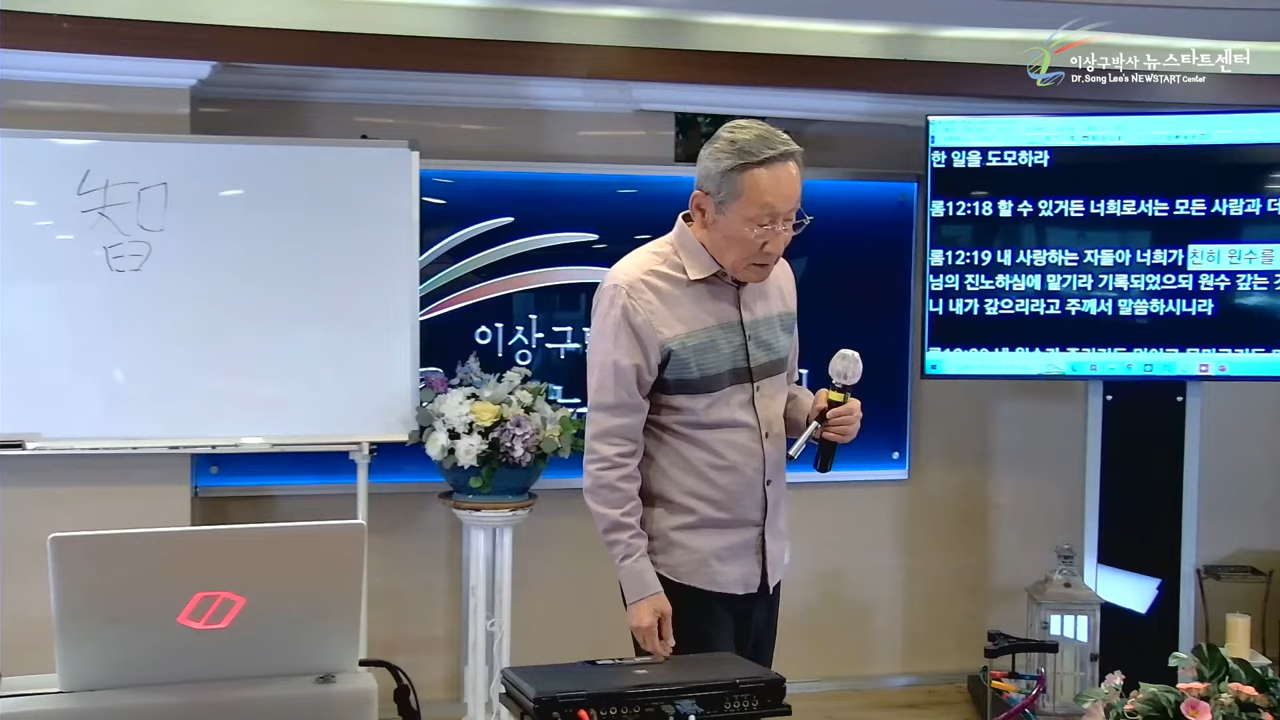 이상구박사 뉴스타트센터
Dr. Sang Lee's NEWSTART Center
智
이상구
한 일을 도모하라
롬12:18 할 수 있거든 너희로서는 모든 사람과 더
롬12:19 내 사랑하는 자들아 너희가 친히 원수를
님의 진노하심에 맡기라 기록되었으되 원수 갚는 것
니 내가 갚으리라고 주께서 말씀하시니라